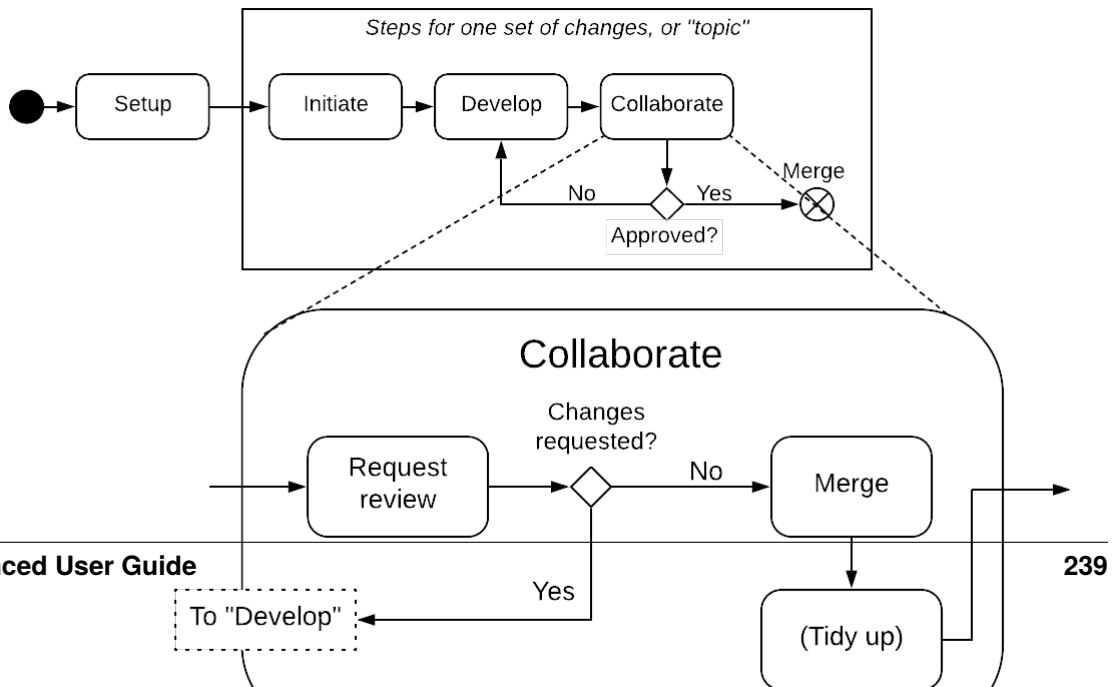 Steps for one set of changes, or "topic"
Setup
Initiate
Develop
Collaborate
Merge
No
Yes
Approved?
Collaborate
Changes
requested?
Request
review
No
Merge
ced User Guide
239
Yes
To "Develop"
(Tidy up)